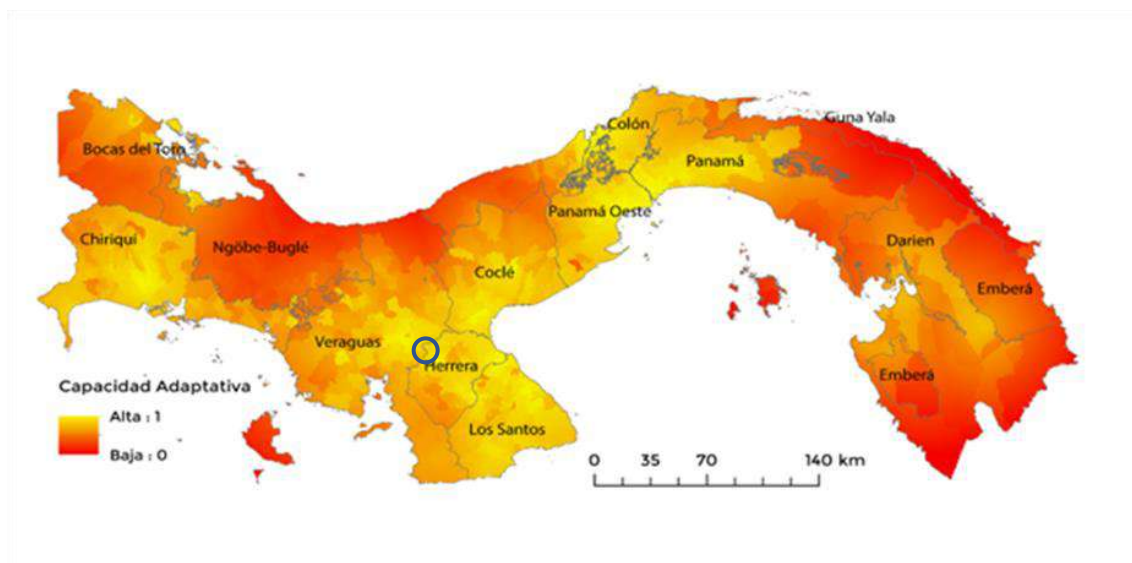 Guna Yala
Colón
Bocas del Toro
Panamá
Panamá Oeste
Chiriquí
Ngöbe-Buglé
Darien
Coclé
Emberá
Veraguas
Herrera
Emberá
Capacidad Adaptativa
Alta : 1
Baja : 0
Los Santos
0 35 70 140 km